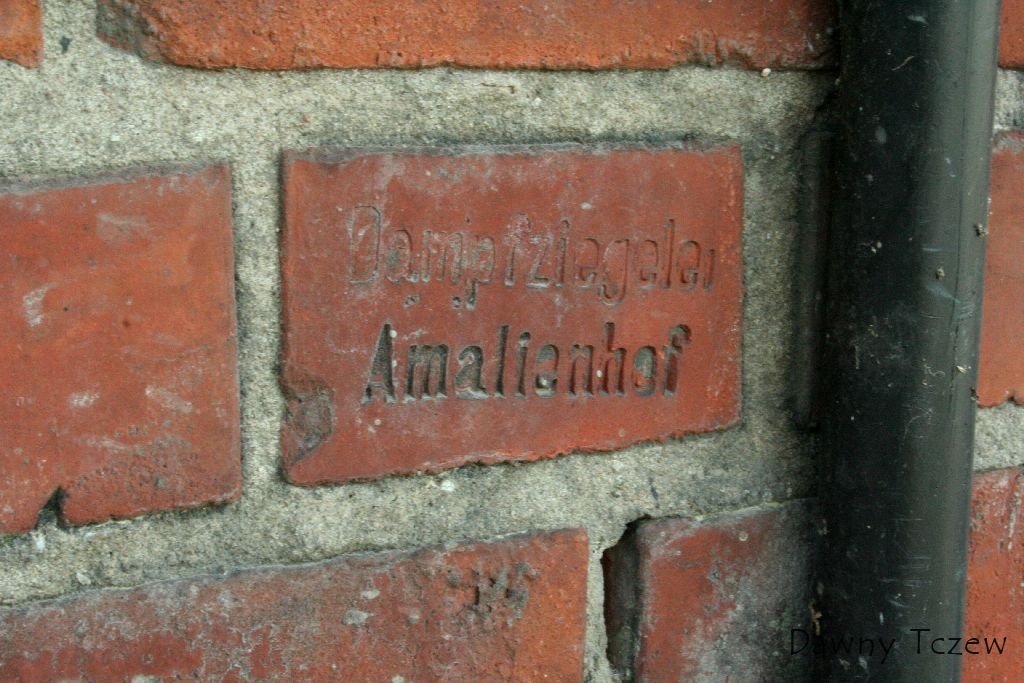 Dampfziegelei
Amalienhof
Dawny Tczew